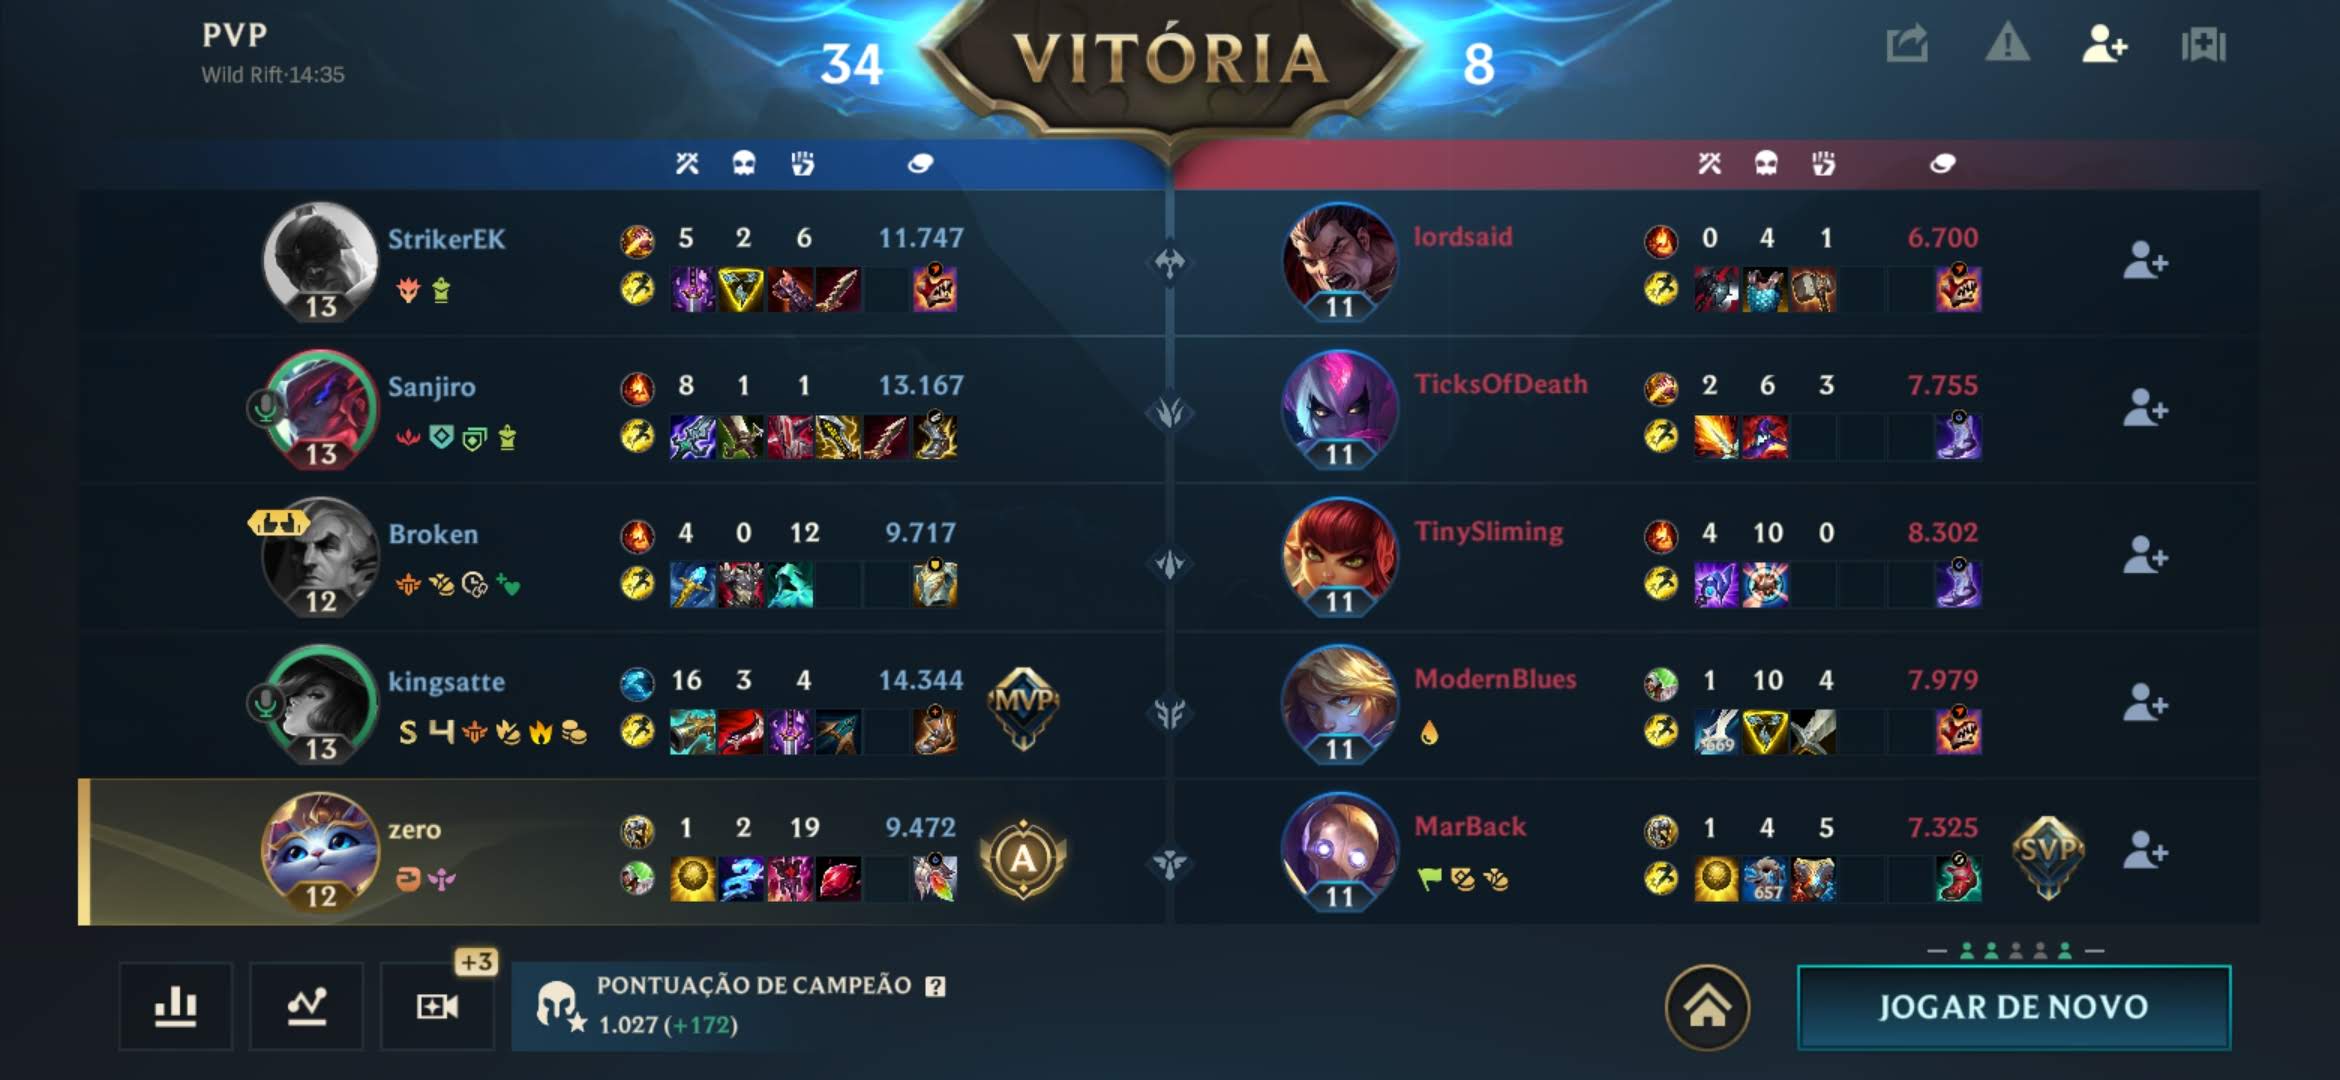 PVP
Wild Rift·14:35
34
VITÓRIA
8
StrikerEK
13
5 2 6 11.747
lordsaid
11
0 4 1 6.700
Sanjiro
13
8 1 1 13.167
TicksOfDeath
11
2 6 3 7.755
Broken
12
4 0 12 9.717
TinySliming
11
4 10 0 8.302
kingsatte
13
S 4
16 3 4 14.344
MVP
ModernBlues
11
1 10 4 7.979
669
zero
12
1 2 19 9.472
A
MarBack
11
1 4 5 7.325
657
SVP
+3
PONTUAÇÃO DE CAMPEÃO ?
1.027 (+172)
JOGAR DE NOVO